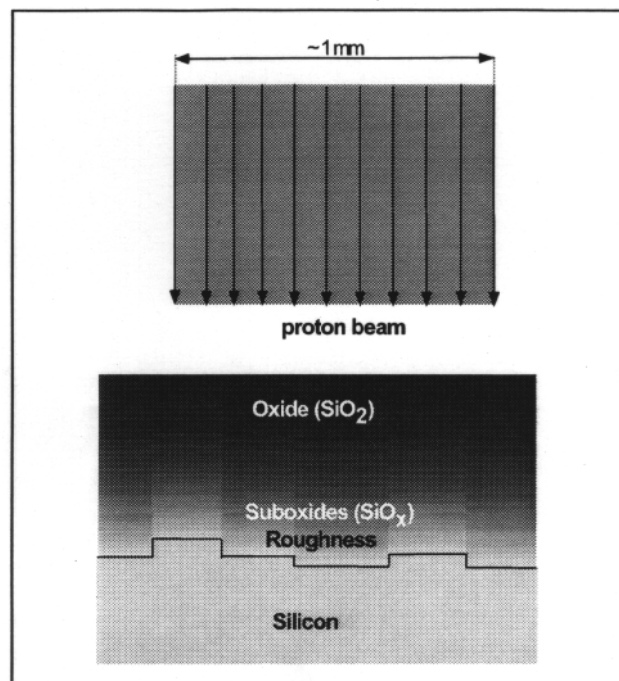 ~1mm
proton beam
Oxide (SiO₂)
Suboxides (SiOₓ)
Roughness
Silicon